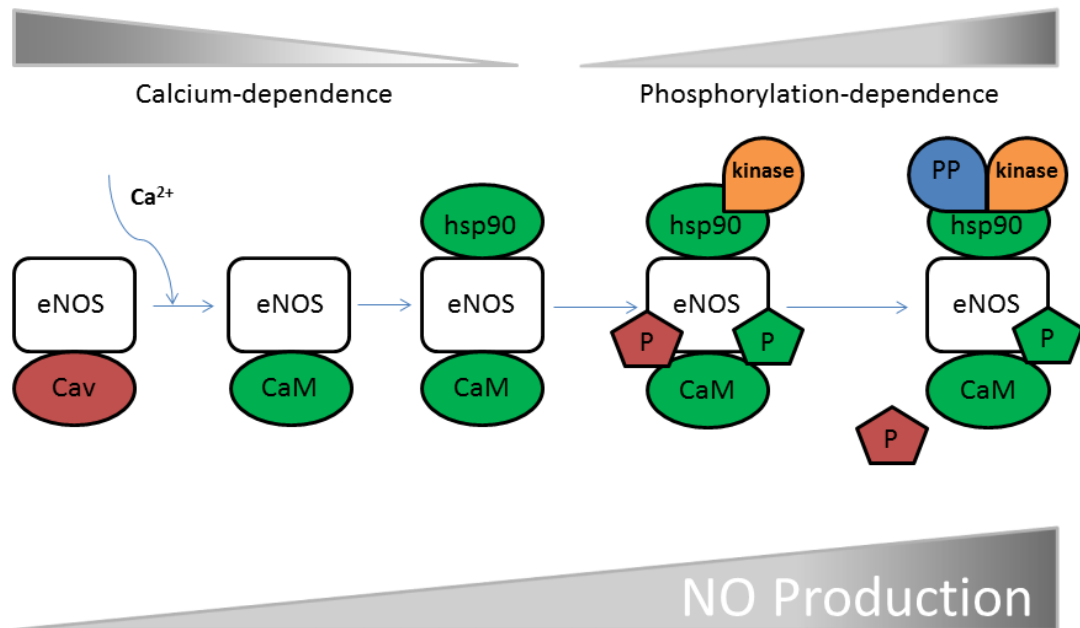 Calcium-dependence
Phosphorylation-dependence
Ca²⁺
hsp90
kinase
hsp90
PP
kinase
hsp90
eNOS
eNOS
eNOS
eNOS
eNOS
P
P
P
Cav
CaM
CaM
CaM
CaM
P
NO Production